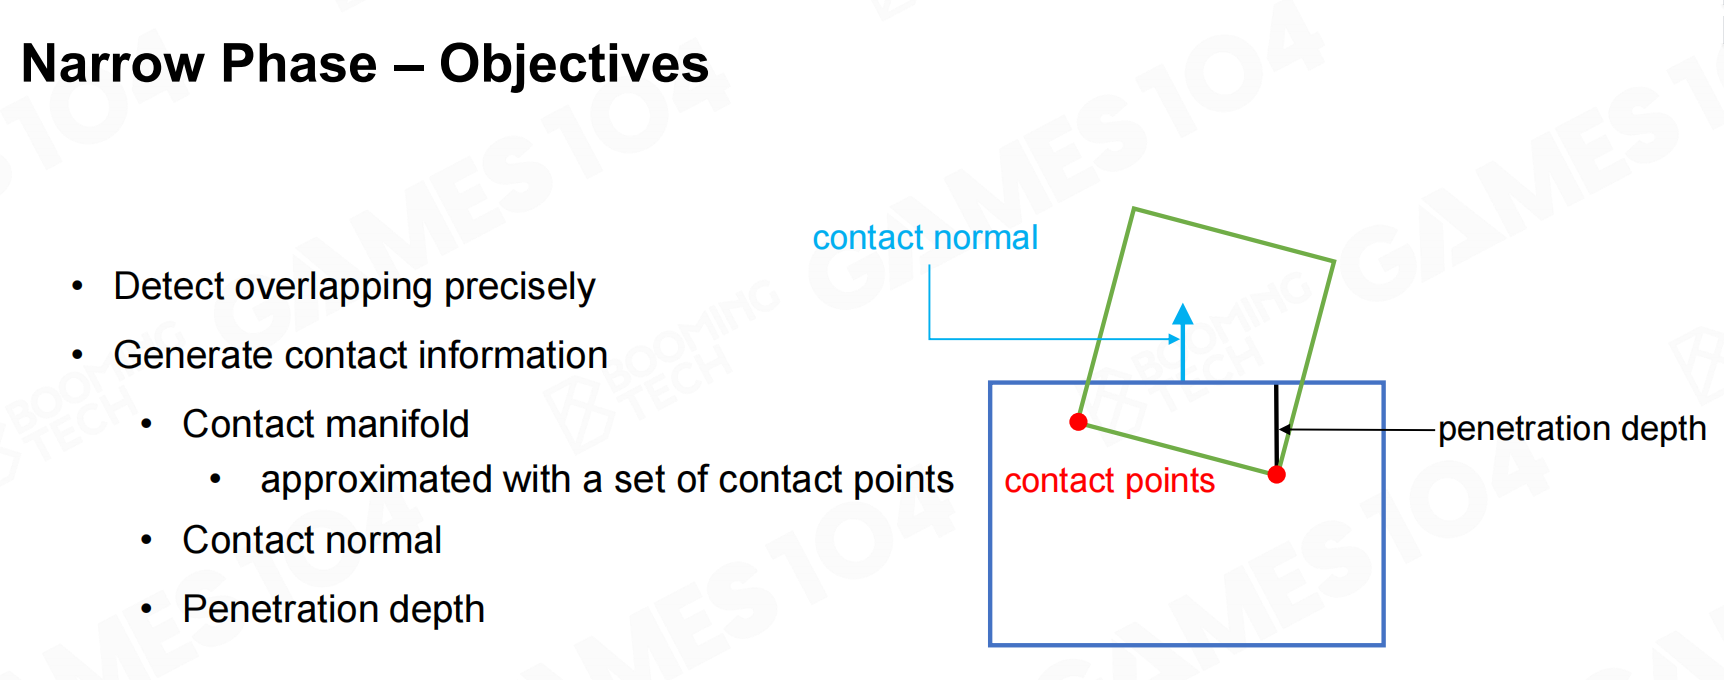 Narrow Phase – Objectives
• Detect overlapping precisely
• Generate contact information
• Contact manifold
• approximated with a set of contact points
• Contact normal
• Penetration depth
contact normal
penetration depth
contact points
GAMES104
BOOMING TECH